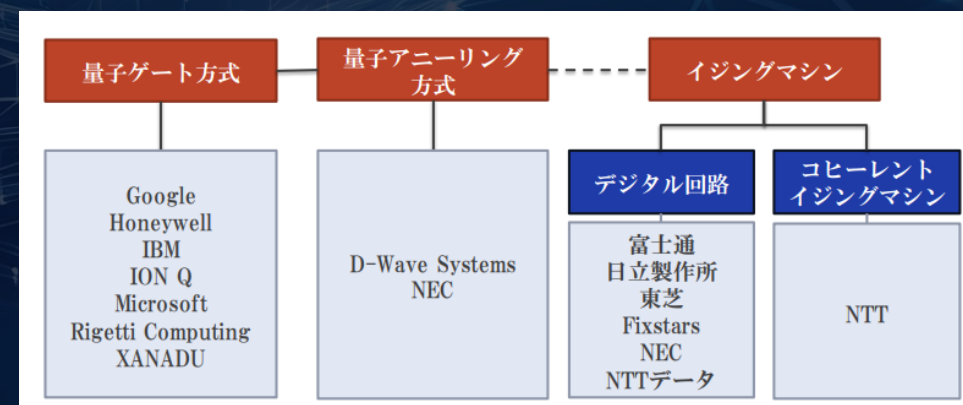 量子ゲート方式
量子アニーリング
方式
イジングマシン
Google
Honeywell
IBM
ION Q
Microsoft
Rigetti Computing
XANADU
D-Wave Systems
NEC
デジタル回路
富士通
日立製作所
東芝
Fixstars
NEC
NTTデータ
コヒーレント
イジングマシン
NTT